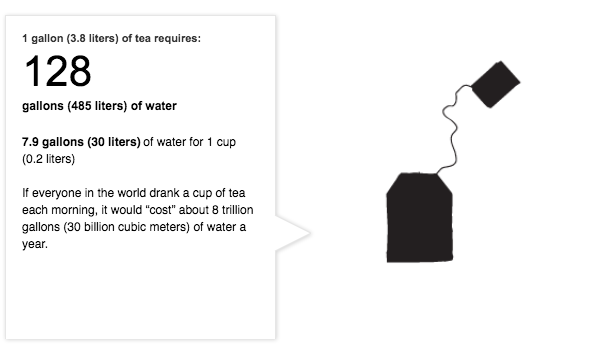 1 gallon (3.8 liters) of tea requires:
128
gallons (485 liters) of water
7.9 gallons (30 liters) of water for 1 cup
(0.2 liters)
If everyone in the world drank a cup of tea
each morning, it would “cost” about 8 trillion
gallons (30 billion cubic meters) of water a
year.